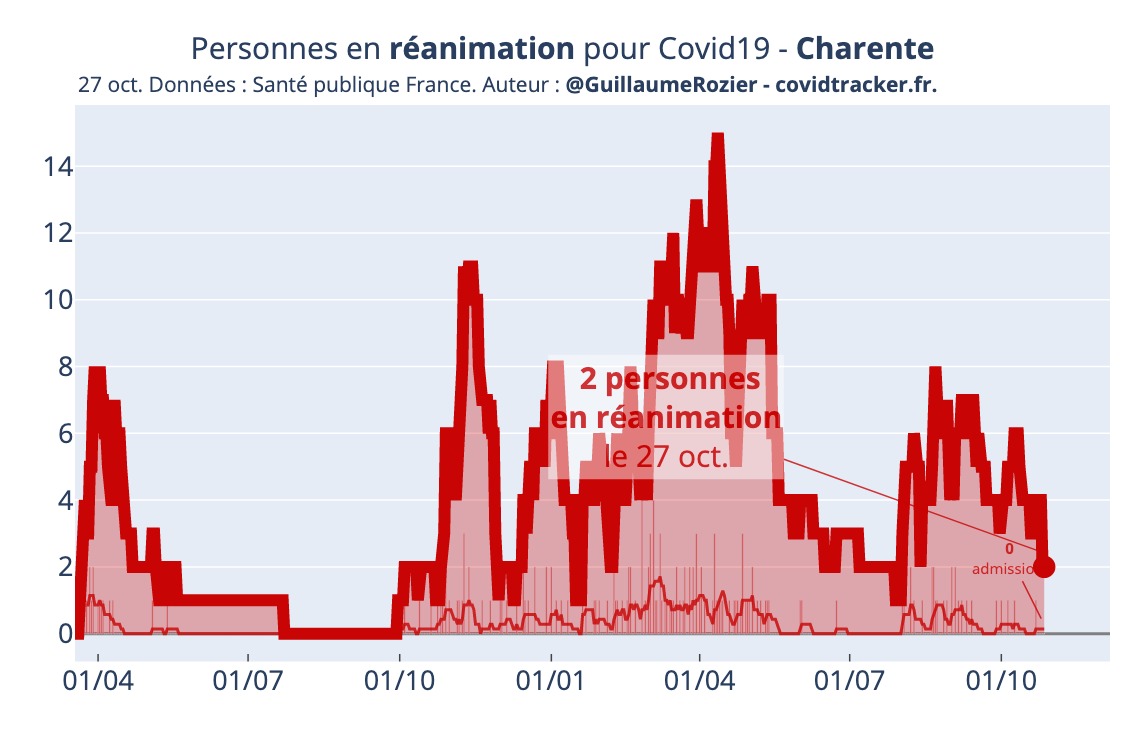 Personnes en réanimation pour Covid19 - Charente
27 oct. Données : Santé publique France. Auteur : @GuillaumeRozier - covidtracker.fr.
14
12
10
8
6
4
2
0
2 personnes
en réanimation
le 27 oct.
0
admissio
01/04
01/07
01/10
01/01
01/04
01/07
01/10